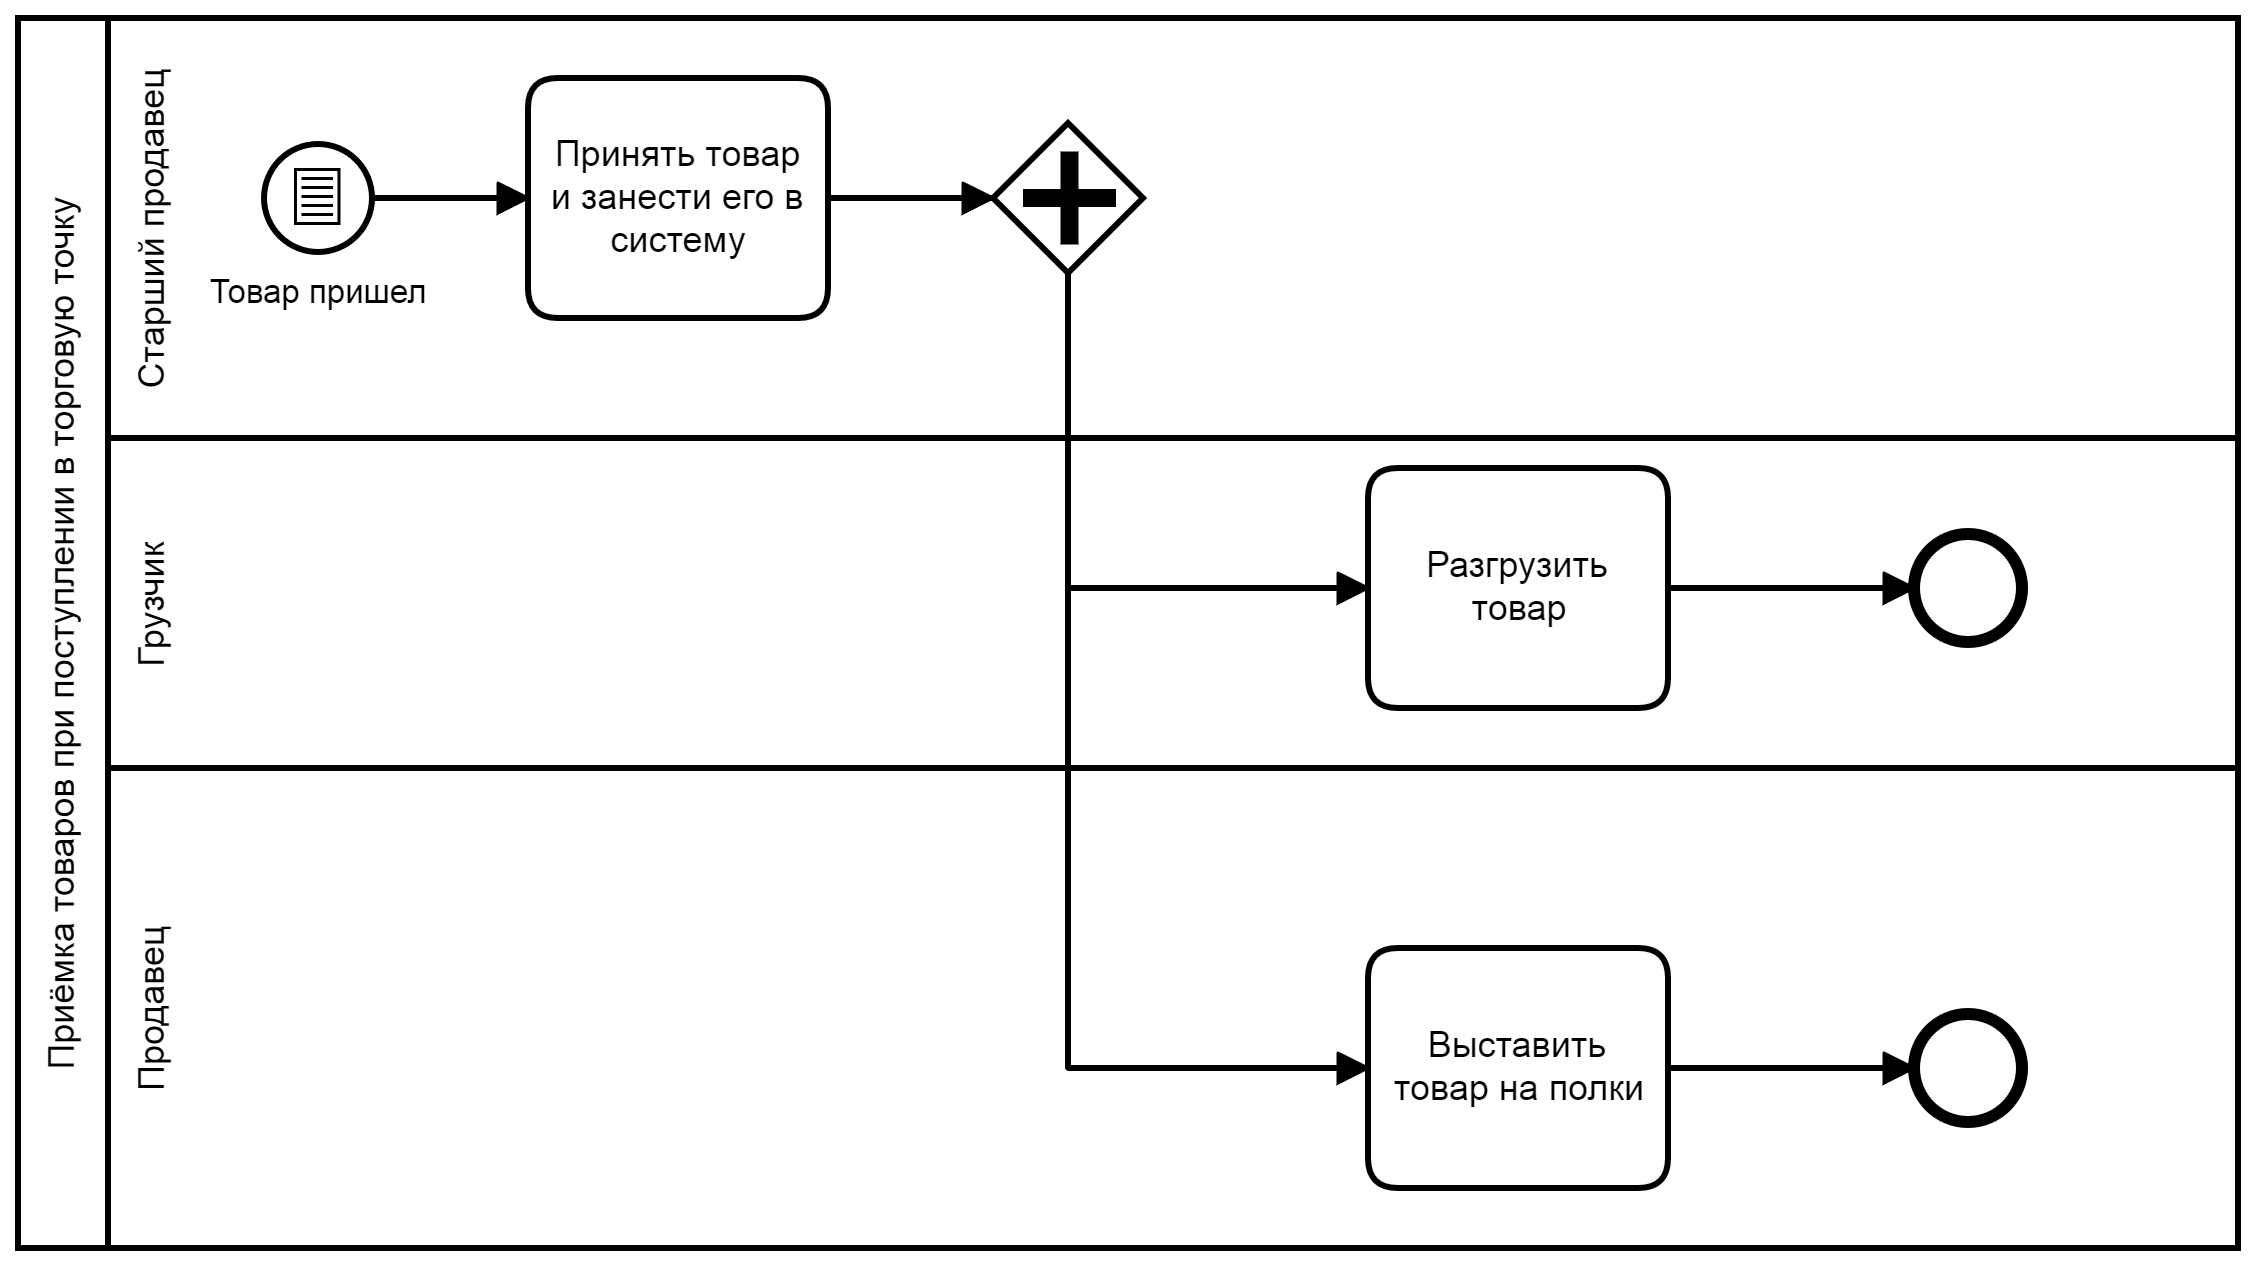 Приёмка товаров при поступлении в торговую точку
Старший продавец
Товар пришел
Принять товар
и занести его в
систему
Грузчик
Разгрузить
товар
Продавец
Выставить
товар на полки